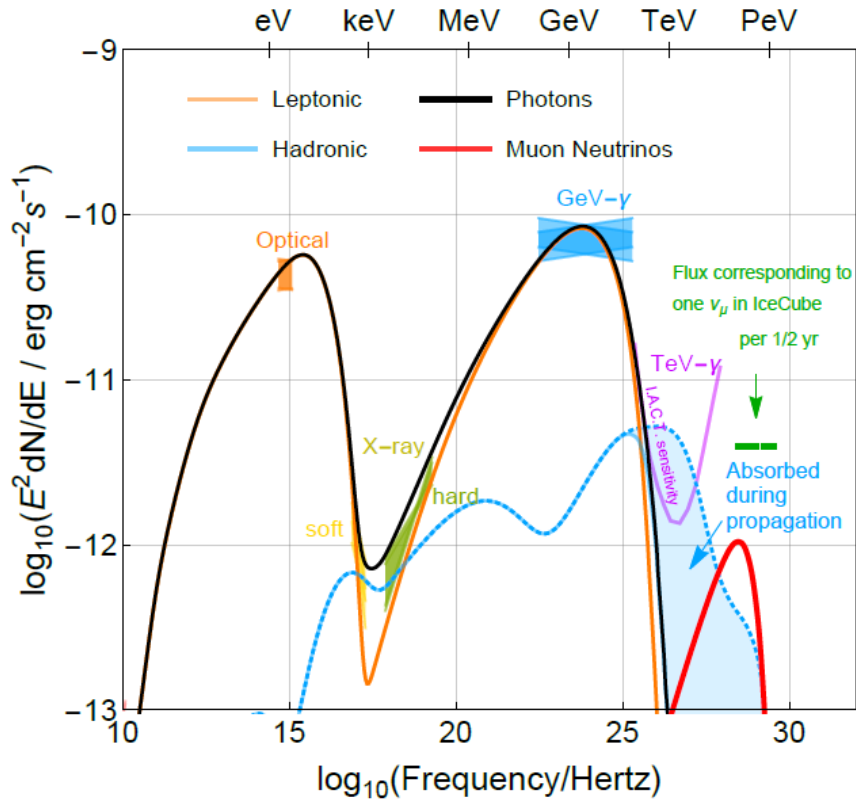 eV keV MeV GeV TeV PeV
−9
Leptonic Photons
Hadronic Muon Neutrinos
−10
GeV−γ
Optical
Flux corresponding to
one νμ in IceCube
per 1/2 yr
−11
TeV−γ
I.A.C.T. sensitivity
X−ray
hard
soft
Absorbed
during
propagation
−12
−13
10 15 20 25 30
log10(Frequency/Hertz)
log10(E²dN/dE / erg cm⁻² s⁻¹)